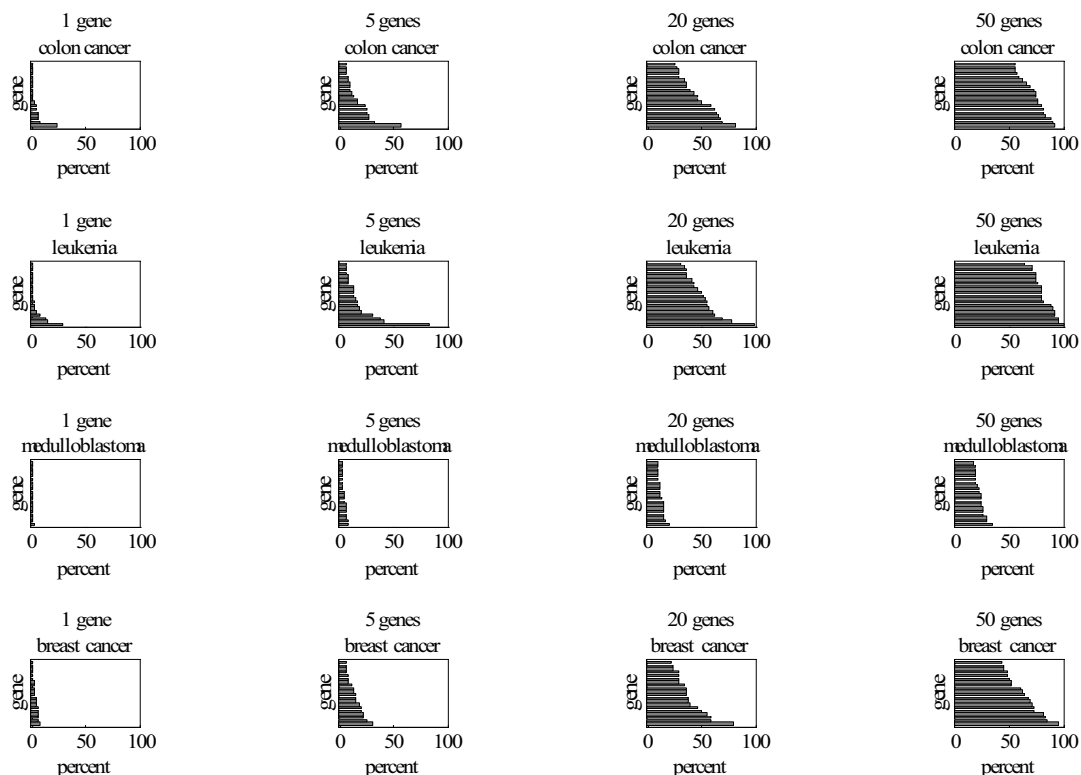 1 gene
colon cancer
gene
0 50 100
percent
5 genes
colon cancer
gene
0 50 100
percent
20 genes
colon cancer
gene
0 50 100
percent
50 genes
colon cancer
gene
0 50 100
percent
1 gene
leukemia
gene
0 50 100
percent
5 genes
leukemia
gene
0 50 100
percent
20 genes
leukemia
gene
0 50 100
percent
50 genes
leukemia
gene
0 50 100
percent
1 gene
medulloblastoma
gene
0 50 100
percent
5 genes
medulloblastoma
gene
0 50 100
percent
20 genes
medulloblastoma
gene
0 50 100
percent
50 genes
medulloblastoma
gene
0 50 100
percent
1 gene
breast cancer
gene
0 50 100
percent
5 genes
breast cancer
gene
0 50 100
percent
20 genes
breast cancer
gene
0 50 100
percent
50 genes
breast cancer
gene
0 50 100
percent